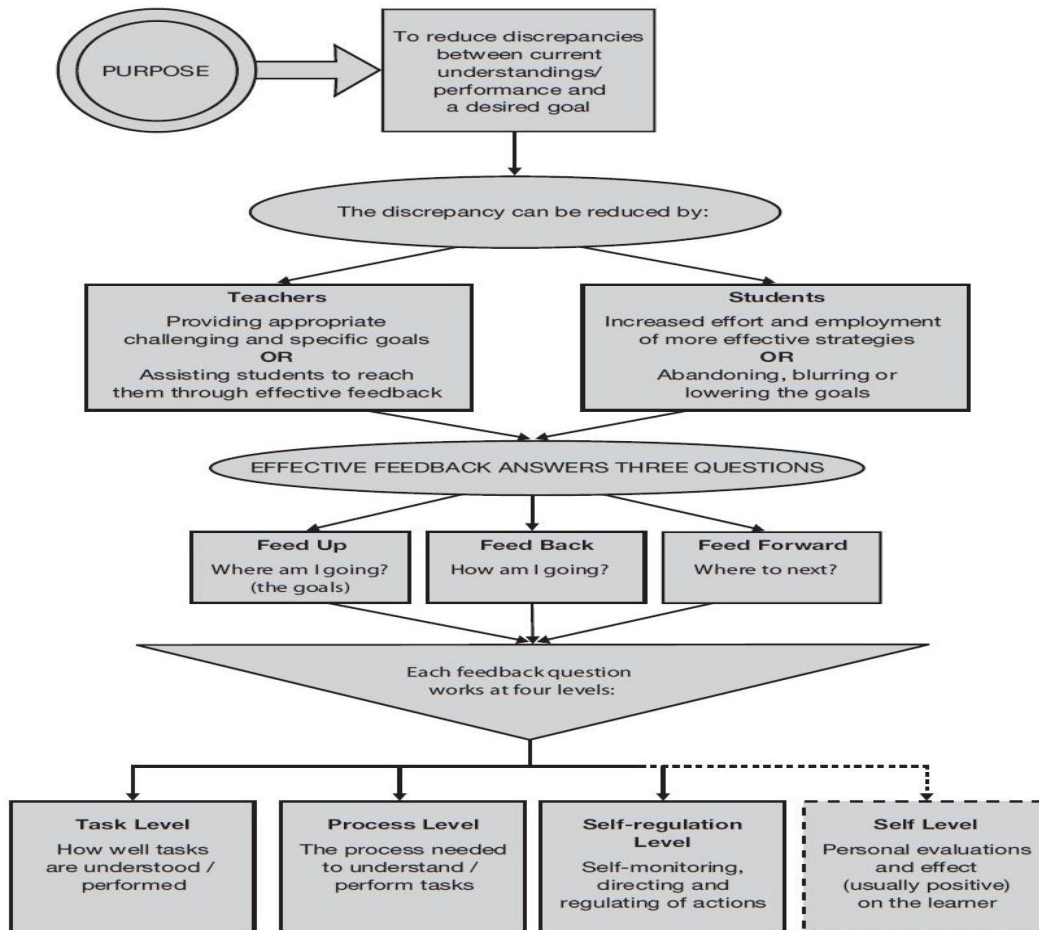 PURPOSE
To reduce discrepancies
between current
understandings/
performance and
a desired goal
The discrepancy can be reduced by:
Teachers
Providing appropriate
challenging and specific goals
OR
Assisting students to reach
them through effective feedback
Students
Increased effort and employment
of more effective strategies
OR
Abandoning, blurring or
lowering the goals
EFFECTIVE FEEDBACK ANSWERS THREE QUESTIONS
Feed Up
Where am I going?
(the goals)
Feed Back
How am I going?
Feed Forward
Where to next?
Each feedback question
works at four levels:
Task Level
How well tasks
are understood /
performed
Process Level
The process needed
to understand /
perform tasks
Self-regulation
Level
Self-monitoring,
directing and
regulating of actions
Self Level
Personal evaluations
and effect
(usually positive)
on the learner